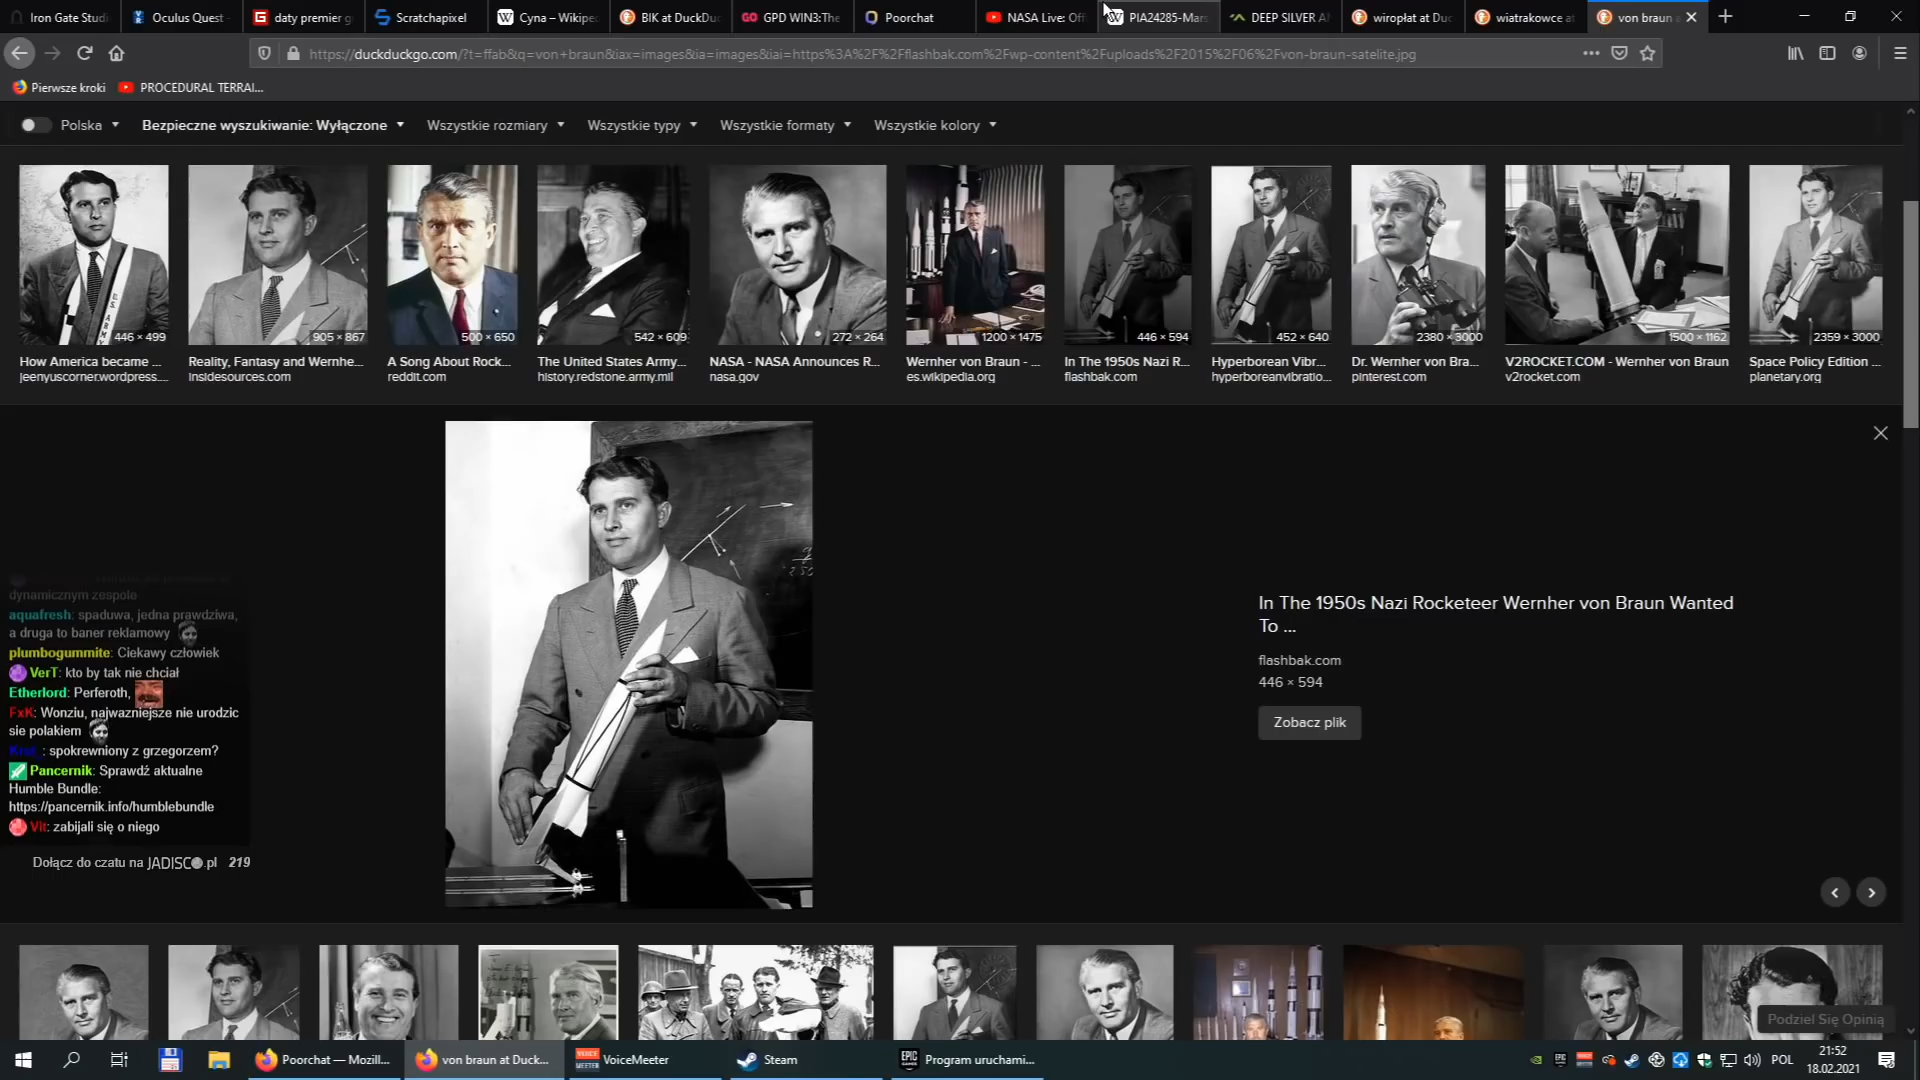 Iron Gate Studi
Oculus Quest -
daty premier g
Scratchapixel
Cyna – Wikipe
BIK at DuckDu
GPD WIN3:The
Poorchat
NASA Live: Off
PIA24285-Mars
DEEP SILVER A
wiropłat at Duc
wiatrakowce at
von braun a
https://duckduckgo.com/?t=ffab&q=von+braun&iax=images&ia=images&iai=https%3A%2F%2Fflashbak.com%2Fwp-content%2Fuploads%2F2015%2F06%2Fvon-braun-satelite.jpg
Pierwsze kroki
PROCEDURAL TERRAI...
Polska
Bezpieczne wyszukiwanie: Wyłączone
Wszystkie rozmiary
Wszystkie typy
Wszystkie formaty
Wszystkie kolory
U.S. ARM
446 × 499
905 × 867
500 × 650
542 × 609
272 × 264
1200 × 1475
446 × 594
452 × 640
2380 × 3000
1500 × 1162
2359 × 3000
How America became ...
jeenyuscorner.wordpress....
Reality, Fantasy and Wernhe...
insidesources.com
A Song About Rock...
reddit.com
The United States Army...
history.redstone.army.mil
NASA - NASA Announces R...
nasa.gov
Wernher von Braun - ...
es.wikipedia.org
In The 1950s Nazi R...
flashbak.com
Hyperborean Vibr...
hyperboreanvibratio...
Dr. Wernher von Bra...
pinterest.com
V2ROCKET.COM - Wernher von Braun
v2rocket.com
Space Policy Edition ...
planetary.org
In The 1950s Nazi Rocketeer Wernher von Braun Wanted
To ...
flashbak.com
446 × 594
Zobacz plik
dynamicznym zespole
aquafresh: spaduwa, jedna prawdziwa,
a druga to baner reklamowy
plumbogummite: Ciekawy człowiek
VerT: kto by tak nie chciał
Etherlord: Perferoth,
FxK: Wonziu, najwazniejsze nie urodzic
sie polakiem
: spokrewniony z grzegorzem?
Pancernik: Sprawdź aktualne
Humble Bundle:
https://pancernik.info/humblebundle
Vit: zabijali się o niego
Dołącz do czatu na JADISCO.pl 219
Podziel Się Opinią
Poorchat — Mozill...
von braun at Duck...
VoiceMeeter
Steam
Program uruchami...
POL
21:52
18.02.2021